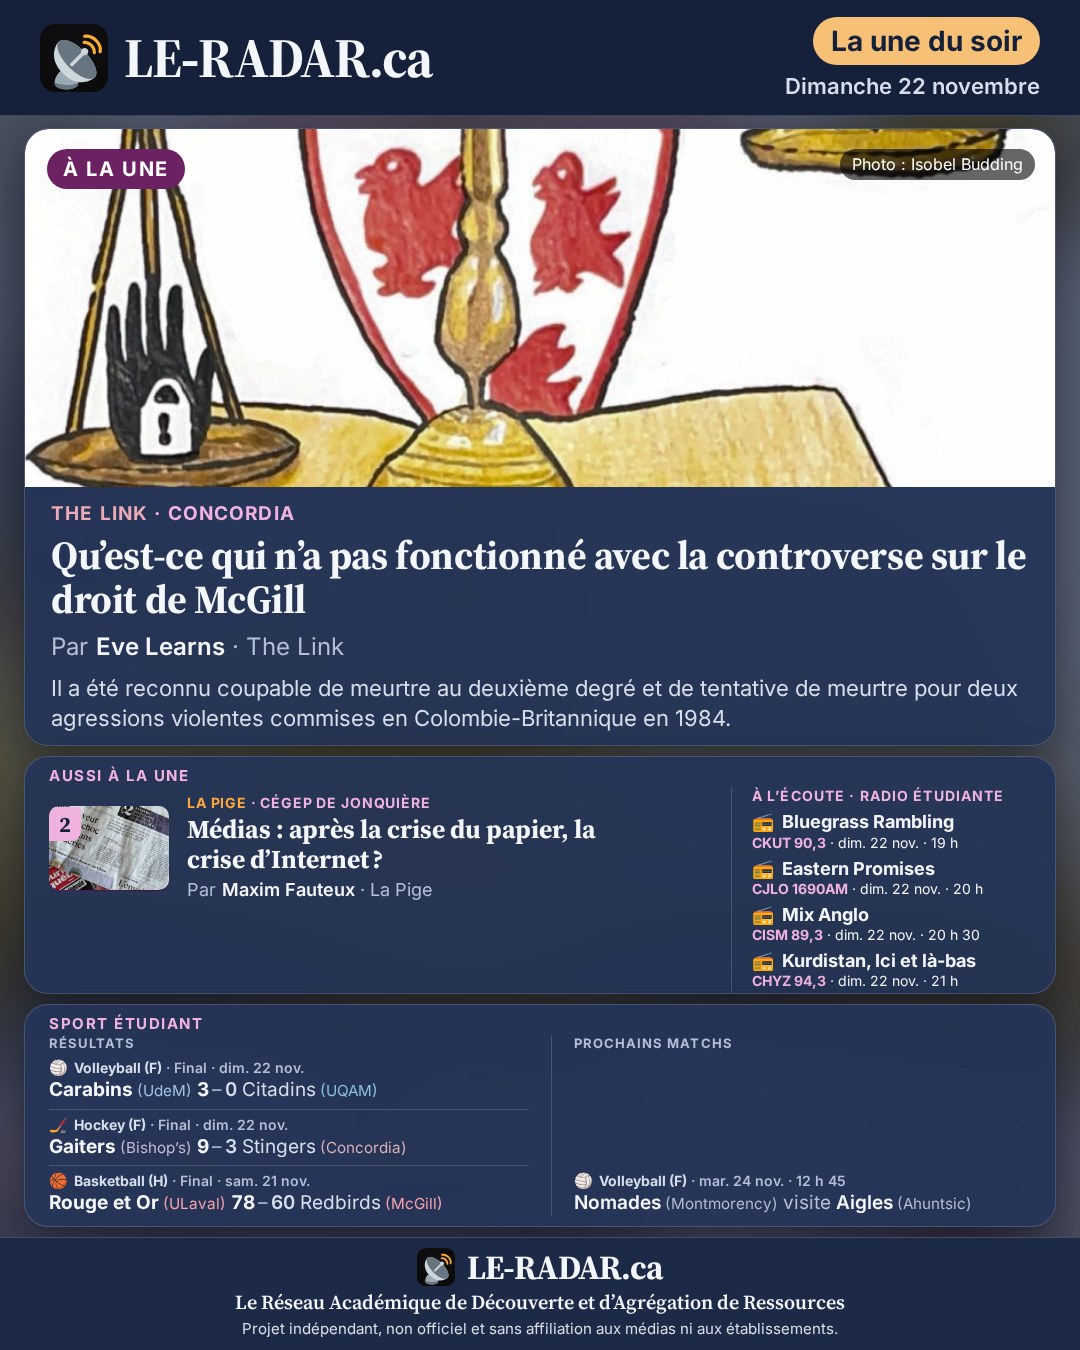 LE-RADAR.ca
La une du soir
Dimanche 22 novembre
À LA UNE
Photo : Isobel Budding
THE LINK · CONCORDIA
Qu’est-ce qui n’a pas fonctionné avec la controverse sur le
droit de McGill
Par Eve Learns · The Link
Il a été reconnu coupable de meurtre au deuxième degré et de tentative de meurtre pour deux
agressions violentes commises en Colombie-Britannique en 1984.
AUSSI À LA UNE
2
LA PIGE · CÉGEP DE JONQUIÈRE
Médias : après la crise du papier, la
crise d’Internet ?
Par Maxim Fauteux · La Pige
À L’ÉCOUTE · RADIO ÉTUDIANTE
Bluegrass Rambling
CKUT 90,3 · dim. 22 nov. · 19 h
Eastern Promises
CJLO 1690AM · dim. 22 nov. · 20 h
Mix Anglo
CISM 89,3 · dim. 22 nov. · 20 h 30
Kurdistan, Ici et là-bas
CHYZ 94,3 · dim. 22 nov. · 21 h
SPORT ÉTUDIANT
RÉSULTATS
Volleyball (F) · Final · dim. 22 nov.
Carabins (UdeM) 3 – 0 Citadins (UQAM)
Hockey (F) · Final · dim. 22 nov.
Gaiters (Bishop’s) 9 – 3 Stingers (Concordia)
Basketball (H) · Final · sam. 21 nov.
Rouge et Or (ULaval) 78 – 60 Redbirds (McGill)
PROCHAINS MATCHS
Volleyball (F) · mar. 24 nov. · 12 h 45
Nomades (Montmorency) visite Aigles (Ahuntsic)
LE-RADAR.ca
Le Réseau Académique de Découverte et d’Agrégation de Ressources
Projet indépendant, non officiel et sans affiliation aux médias ni aux établissements.